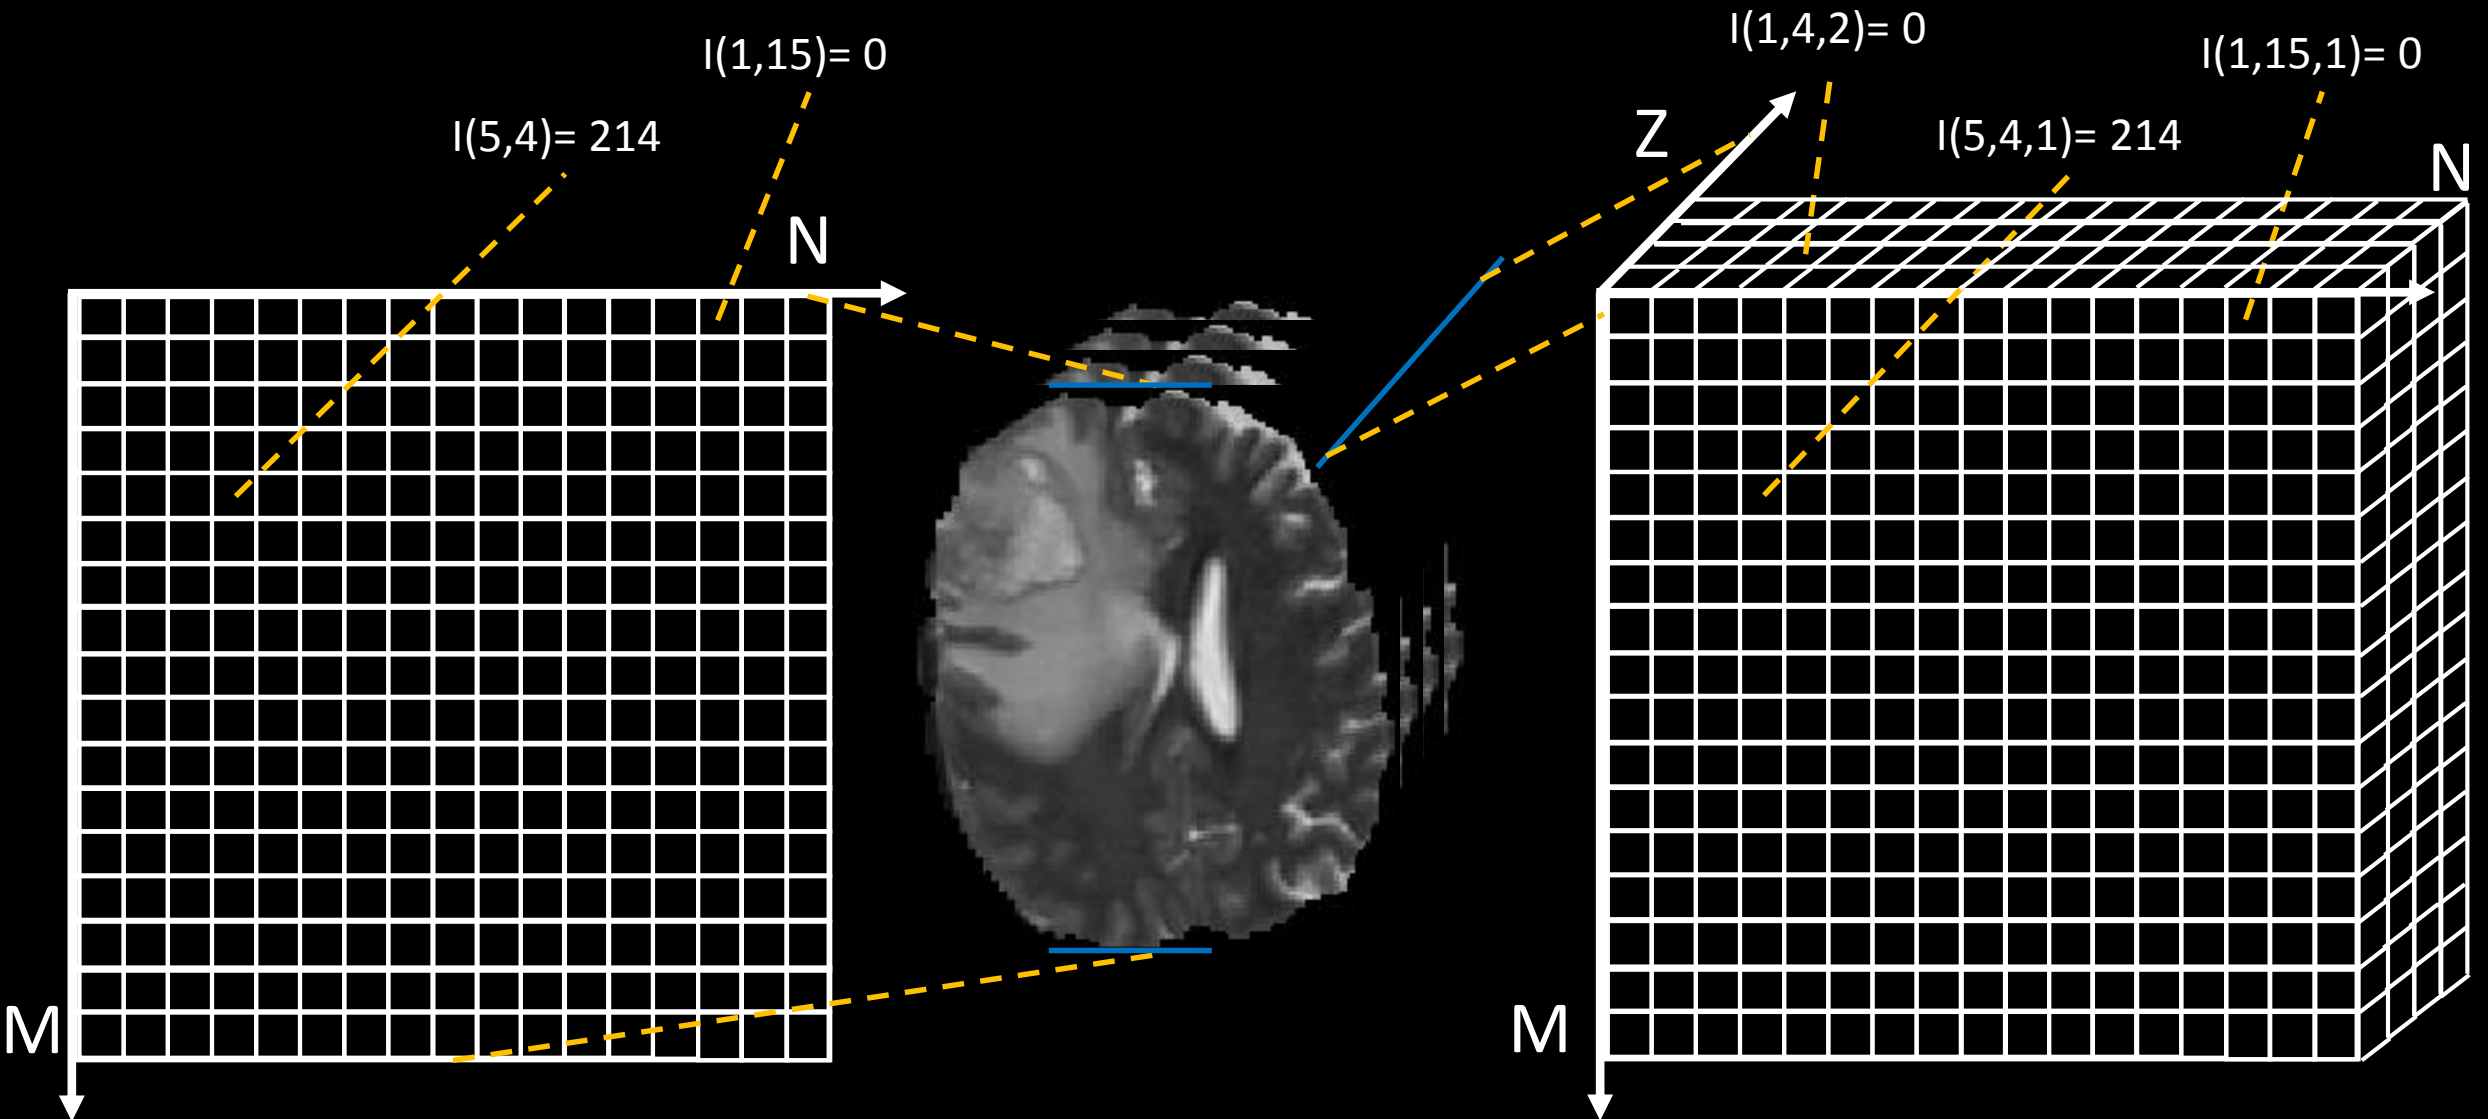 I(1,15)= 0
I(5,4)= 214
N
M
I(1,4,2)= 0
I(1,15,1)= 0
Z
I(5,4,1)= 214
N
M